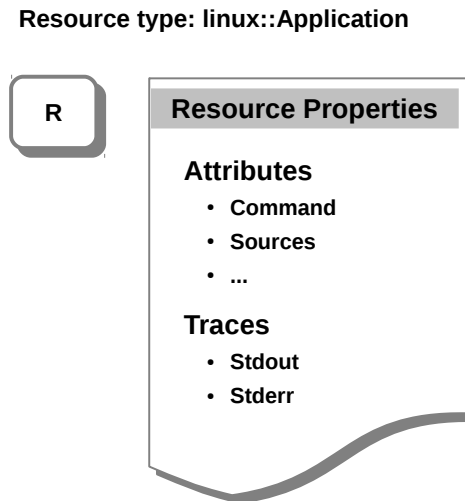 Resource type: linux::Application
R
Resource Properties
Attributes
• Command
• Sources
• ...
Traces
• Stdout
• Stderr